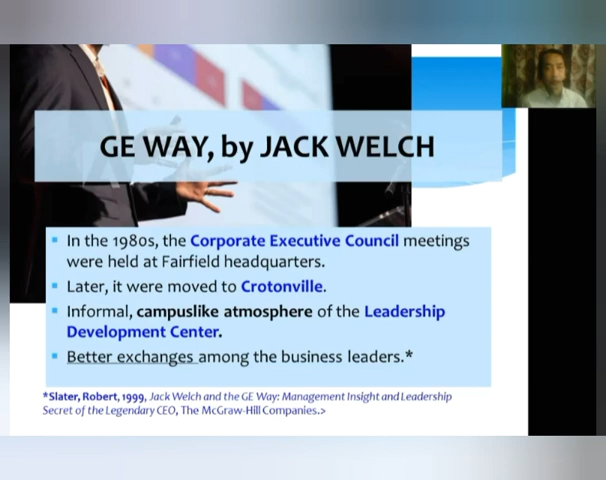 GE WAY, by JACK WELCH
In the 1980s, the Corporate Executive Council meetings
were held at Fairfield headquarters.
Later, it were moved to Crotonville.
Informal, campuslike atmosphere of the Leadership
Development Center.
Better exchanges among the business leaders.*
*Slater, Robert, 1999, Jack Welch and the GE Way: Management Insight and Leadership
Secret of the Legendary CEO, The McGraw-Hill Companies.>